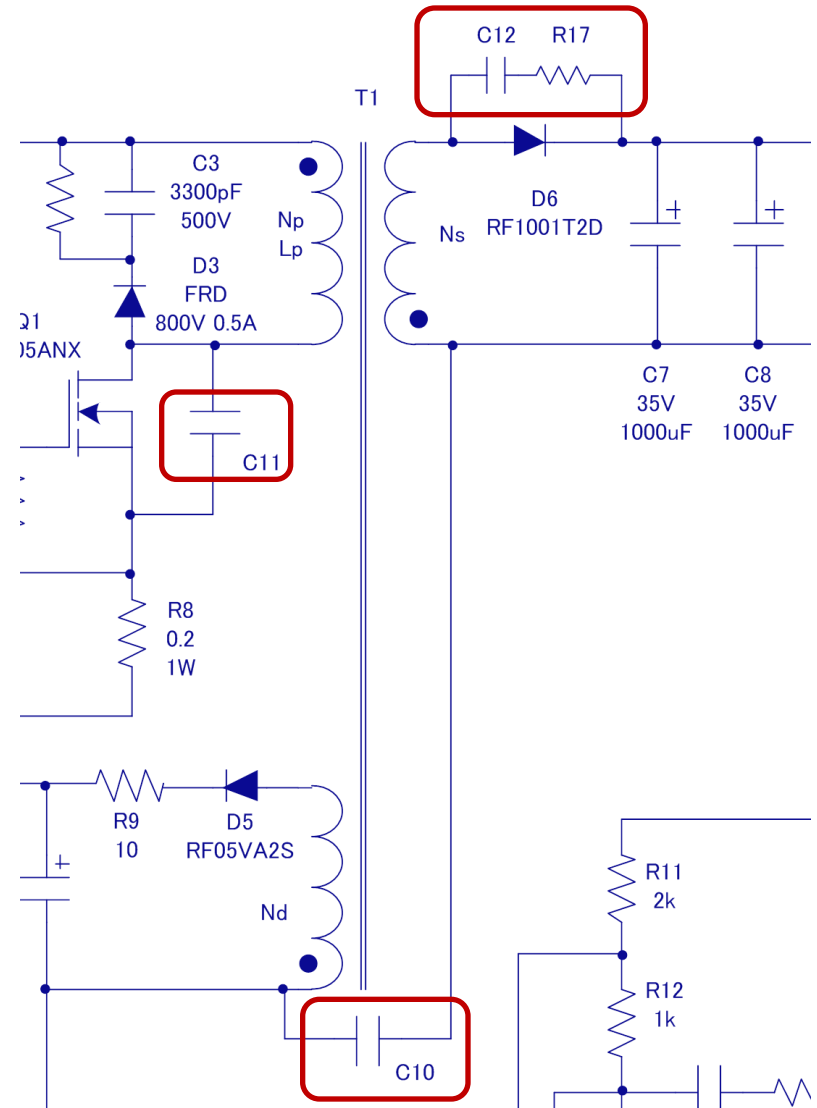 C12 R17
T1
C3
3300pF
500V
Np
Lp
D3
FRD
800V 0.5A
D6
RF1001T2D
Ns
Q1
05ANX
C7
35V
1000uF
C8
35V
1000uF
C11
R8
0.2
1W
R9
10
D5
RF05VA2S
Nd
R11
2k
R12
1k
C10